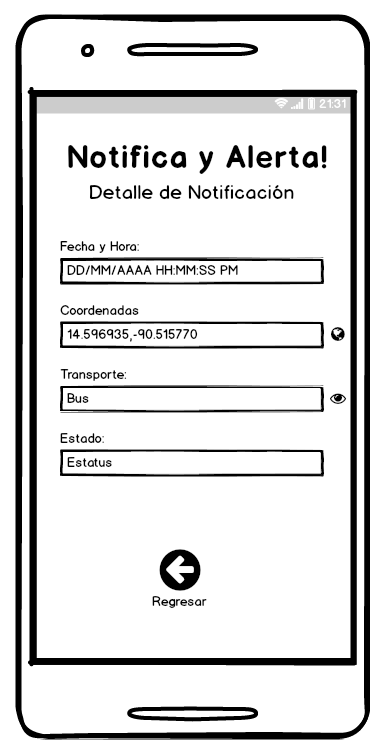 21:31
Notifica y Alerta!
Detalle de Notificación
Fecha y Hora:
DD/MM/AAAA HH:MM:SS PM
Coordenadas
14.596935,-90.515770
Transporte:
Bus
Estado:
Estatus
Regresar